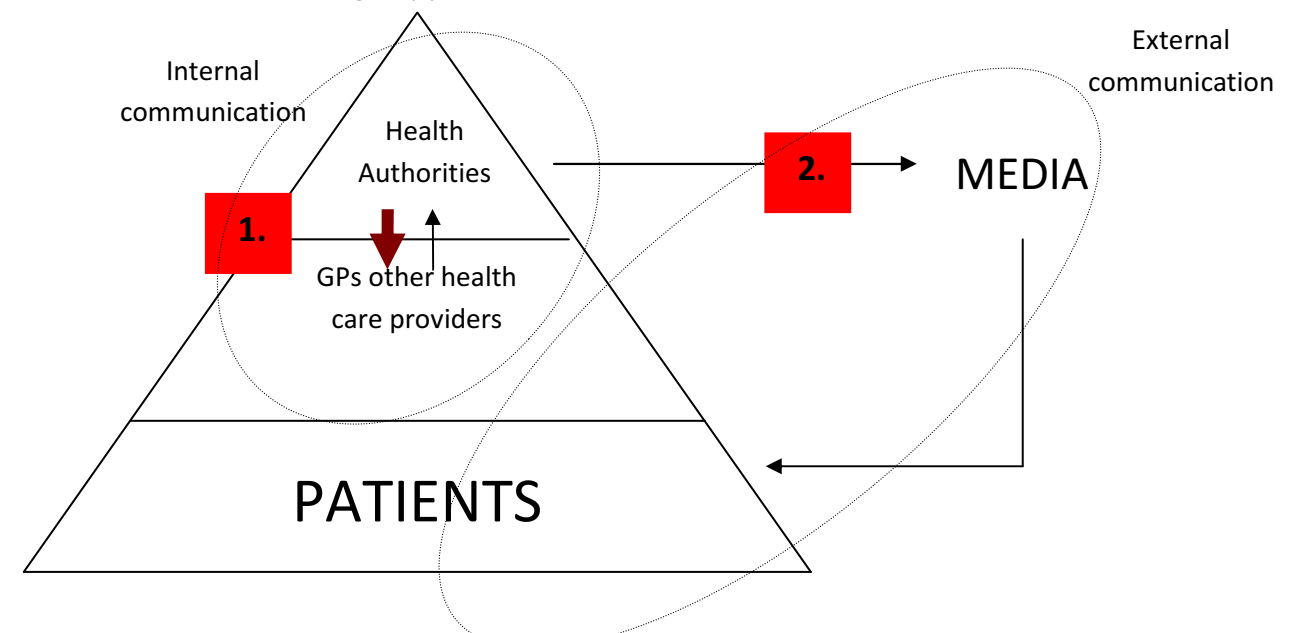 Internal
communication
External
communication
Health
Authorities
1.
2.
MEDIA
GPs other health
care providers
PATIENTS